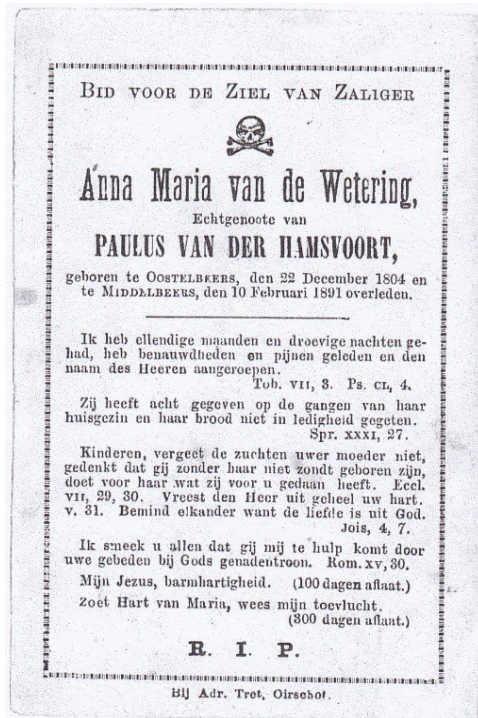 BID VOOR DE ZIEL VAN ZALIGER
Anna Maria van de Wetering,
Echtgenoote van
PAULUS VAN DER HAMSVOORT,
geboren te OOSTELBEERS, den 22 December 1804 en
te MIDDELBEERS, den 10 Februari 1891 overleden.
Ik heb ellendige maanden en droevige nachten ge-
had, heb benauwdheden en pijnen geleden en den
naam des Heeren aangeroepen.
Tob. VII, 3. Ps. CL, 4.
Zij heeft acht gegeven op de gangen van haar
huisgezin en haar brood niet in ledigheid gegeten.
Spr. XXXI, 27.
Kinderen, vergeet de zuchten uwer moeder niet,
gedenkt dat gij zonder haar niet zondt geboren zijn,
doet voor haar wat zij voor u gedaan heeft. Eccl.
VII, 29, 30. Vreest den Heer uit geheel uw hart.
v. 31. Bemind elkander want de liefde is uit God.
Jois, 4, 7.
Ik smeek u allen dat gij mij te hulp komt door
uwe gebeden bij Gods genadentroon. Rom. XV, 30.
Mijn Jezus, barmhartigheid. (100 dagen aflaat.)
Zoet Hart van Maria, wees mijn toevlucht.
(300 dagen aflaat.)
R. I. P.
Bij Adr. Tret, Oirschot.